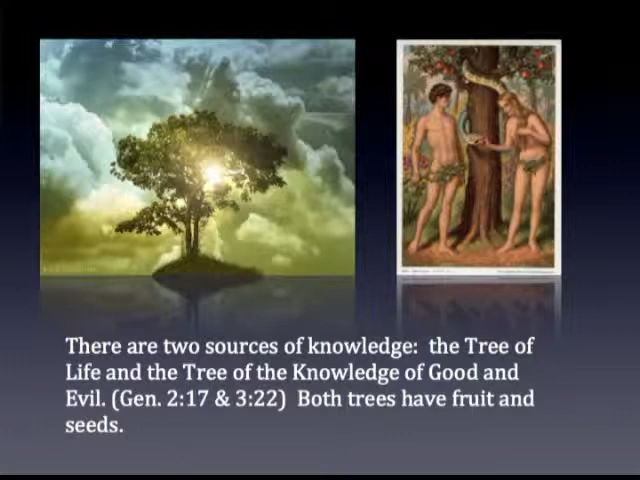 There are two sources of knowledge:  the Tree of
Life and the Tree of the Knowledge of Good and
Evil. (Gen. 2:17 & 3:22)  Both trees have fruit and
seeds.